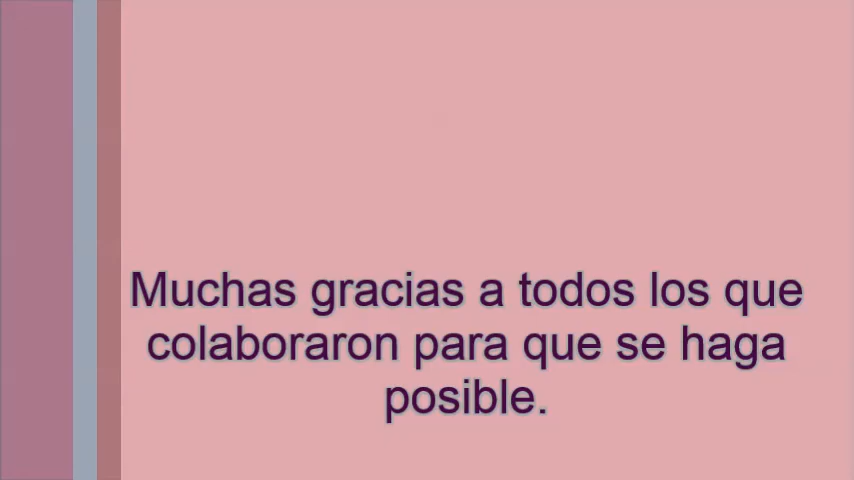 Muchas gracias a todos los que
colaboraron para que se haga
posible.